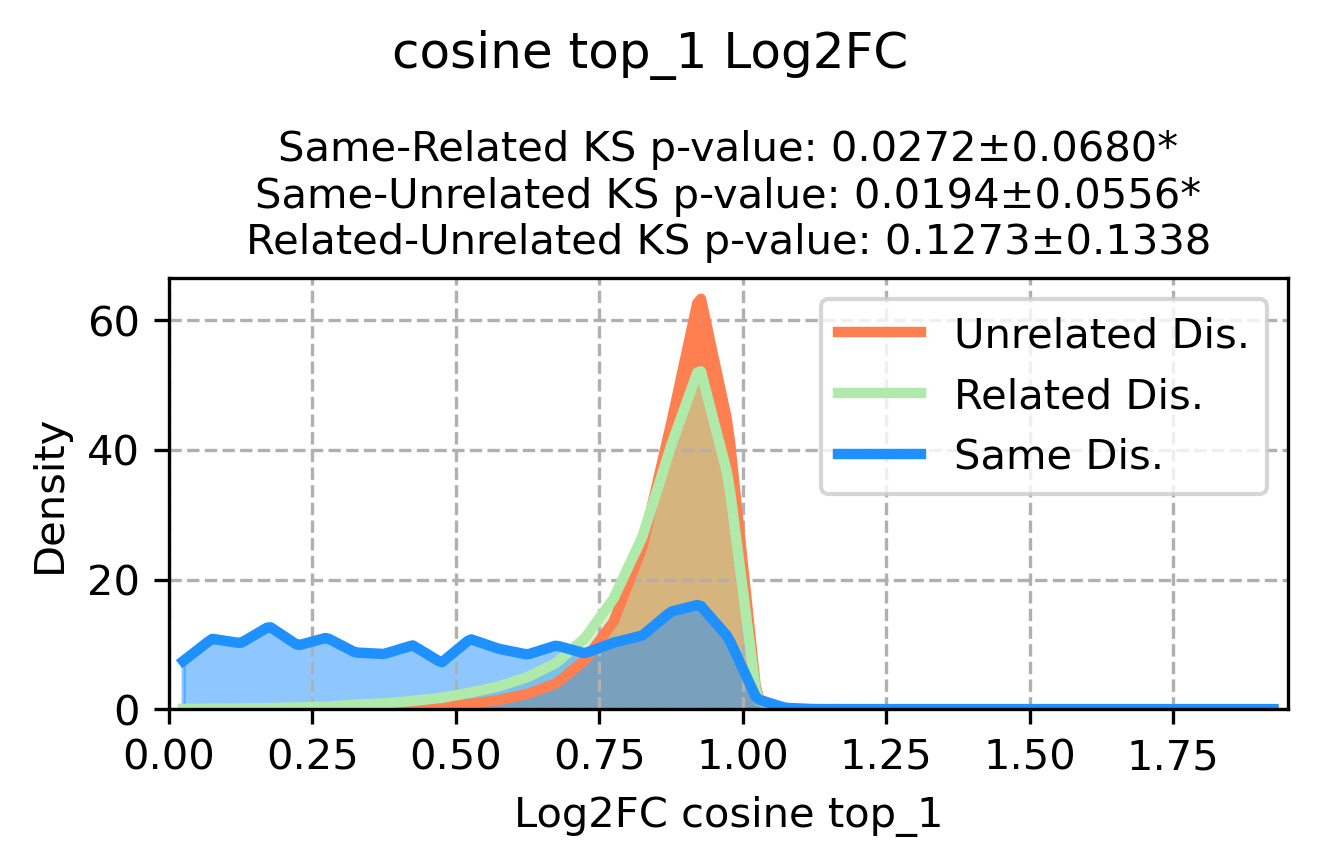 cosine top_1 Log2FC
Same-Related KS p-value: 0.0272±0.0680*
Same-Unrelated KS p-value: 0.0194±0.0556*
Related-Unrelated KS p-value: 0.1273±0.1338
Unrelated Dis.
Related Dis.
Same Dis.
Density
60
40
20
0
0.00 0.25 0.50 0.75 1.00 1.25 1.50 1.75
Log2FC cosine top_1